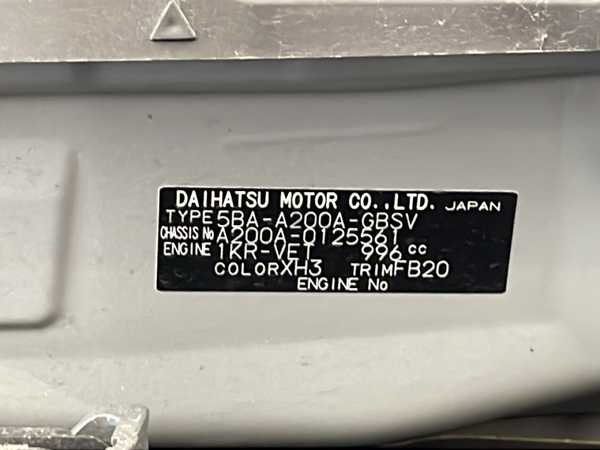 DAIHATSU MOTOR CO.,LTD. JAPAN
TYPE 5BA-A200A-GBSV
CHASSIS No A200A-0125561
ENGINE 1KR-VET 996 cc
COLOR XH3 TRIM FB20
ENGINE No